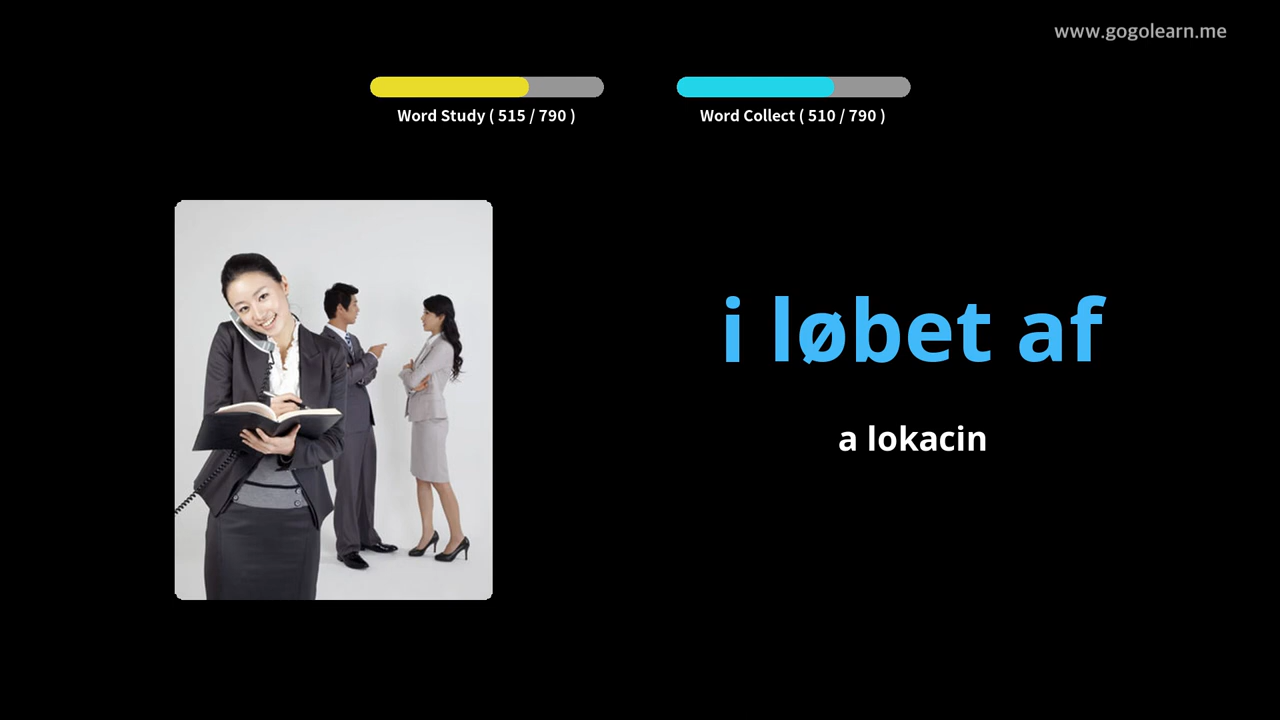 www.gogolearn.me
Word Study ( 515 / 790 )
Word Collect ( 510 / 790 )
i løbet af
a lokacin